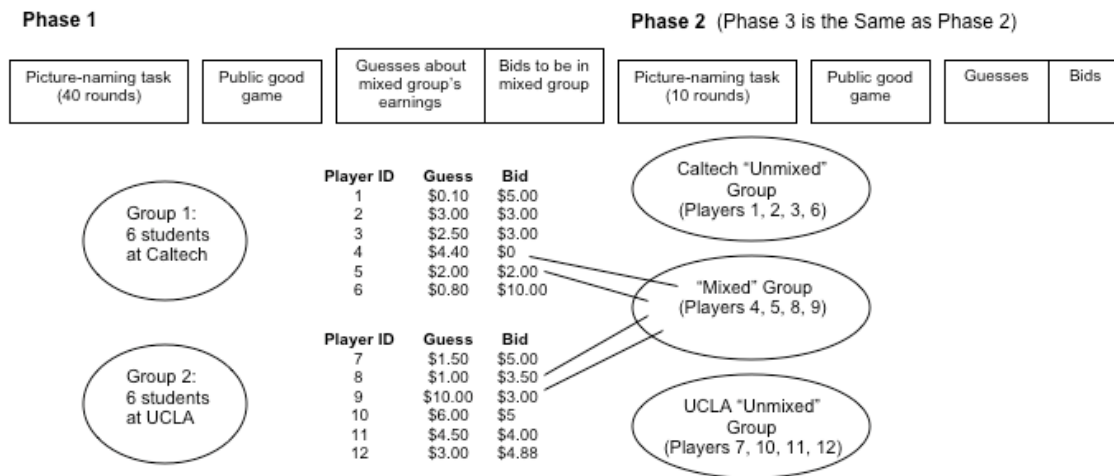 Phase 1
Phase 2 (Phase 3 is the Same as Phase 2)
Picture-naming task
(40 rounds)
Public good
game
Guesses about
mixed group's
earnings
Bids to be in
mixed group
Picture-naming task
(10 rounds)
Public good
game
Guesses
Bids
Group 1:
6 students
at Caltech
Player ID Guess Bid
1 $0.10 $5.00
2 $3.00 $3.00
3 $2.50 $3.00
4 $4.40 $0
5 $2.00 $2.00
6 $0.80 $10.00
Group 2:
6 students
at UCLA
Player ID Guess Bid
7 $1.50 $5.00
8 $1.00 $3.50
9 $10.00 $3.00
10 $6.00 $5
11 $4.50 $4.00
12 $3.00 $4.88
Caltech “Unmixed”
Group
(Players 1, 2, 3, 6)
“Mixed” Group
(Players 4, 5, 8, 9)
UCLA “Unmixed”
Group
(Players 7, 10, 11, 12)